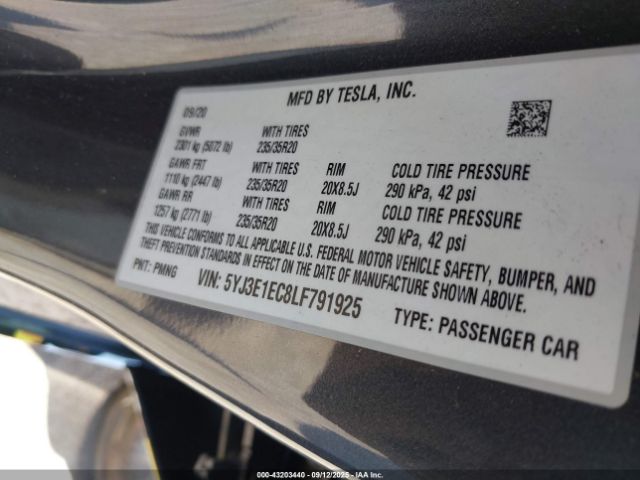 MFD BY TESLA, INC.
09/20
GVWR WITH TIRES
2301 kg (5072 lb) 235/35R20
GAWR FRT WITH TIRES RIM COLD TIRE PRESSURE
1110 kg (2447 lb) 235/35R20 20X8.5J 290 kPa, 42 psi
GAWR RR WITH TIRES RIM COLD TIRE PRESSURE
1257 kg (2771 lb) 235/35R20 20X8.5J 290 kPa, 42 psi
THIS VEHICLE CONFORMS TO ALL APPLICABLE U.S. FEDERAL MOTOR VEHICLE SAFETY, BUMPER, AND
THEFT PREVENTION STANDARDS IN EFFECT ON THE DATE OF MANUFACTURE SHOWN ABOVE.
PNT: PMNG VIN: 5YJ3E1EC8LF791925 TYPE: PASSENGER CAR
000-43203440 - 09/12/2025 - IAAI.COM